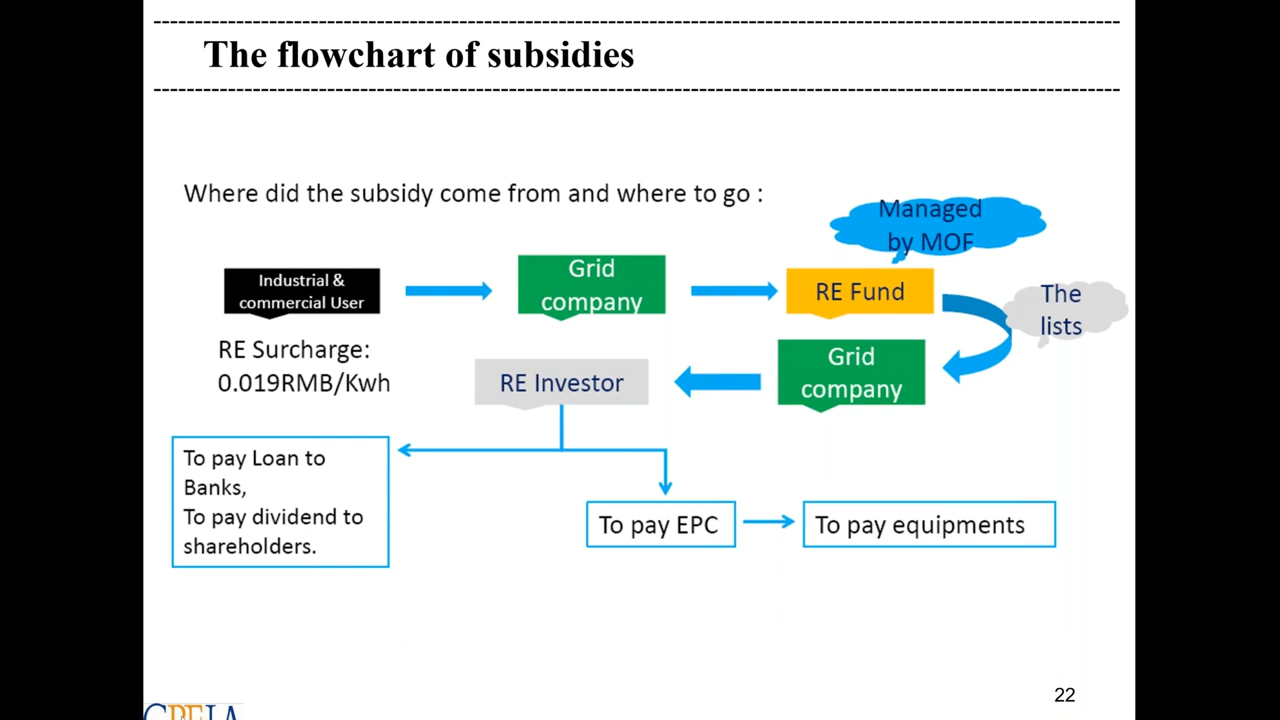 The flowchart of subsidies
Where did the subsidy come from and where to go :
Managed
by MOF
Industrial &
commercial User
Grid
company
RE Fund
The
lists
RE Surcharge:
0.019RMB/Kwh
RE Investor
Grid
company
To pay Loan to
Banks,
To pay dividend to
shareholders.
To pay EPC
To pay equipments
22